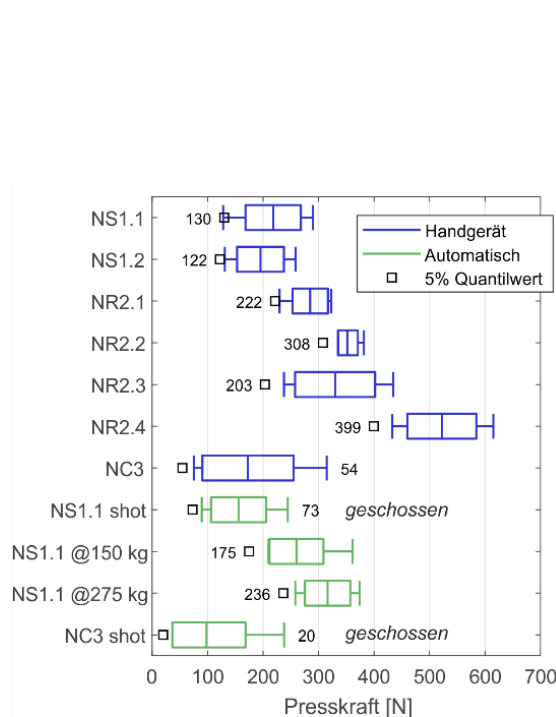 NS1.1 130
Handgerät
Automatisch
5% Quantilwert
NS1.2 122
NR2.1 222
NR2.2 308
NR2.3 203
NR2.4 399
NC3 54
NS1.1 shot 73 geschossen
NS1.1 @150 kg 175
NS1.1 @275 kg 236
NC3 shot 20 geschossen
0 100 200 300 400 500 600 700
Presskraft [N]